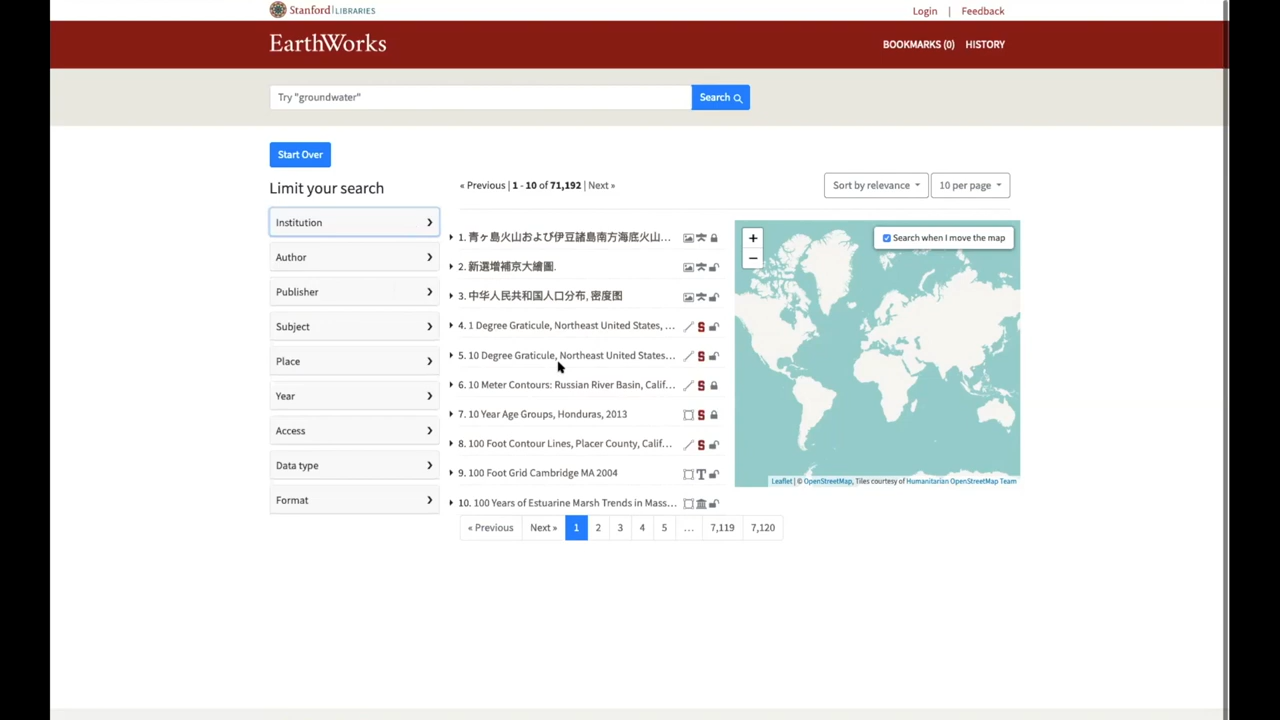 Stanford | LIBRARIES
Login | Feedback
EarthWorks
BOOKMARKS (0) HISTORY
Try "groundwater"
Search
Start Over
Limit your search
« Previous | 1 - 10 of 71,192 | Next »
Sort by relevance
10 per page
Institution
Author
Publisher
Subject
Place
Year
Access
Data type
Format
1. 青ヶ島火山および伊豆諸島南方海底火山...
2. 新選増補京大繪圖.
3. 中华人民共和国人口分布, 密度图
4. 1 Degree Graticule, Northeast United States, ...
5. 10 Degree Graticule, Northeast United States...
6. 10 Meter Contours: Russian River Basin, Calif...
7. 10 Year Age Groups, Honduras, 2013
8. 100 Foot Contour Lines, Placer County, Calif...
9. 100 Foot Grid Cambridge MA 2004
10. 100 Years of Estuarine Marsh Trends in Mass...
+
−
Search when I move the map
Leaflet | © OpenStreetMap, Tiles courtesy of Humanitarian OpenStreetMap Team
« Previous Next » 1 2 3 4 5 ... 7,119 7,120